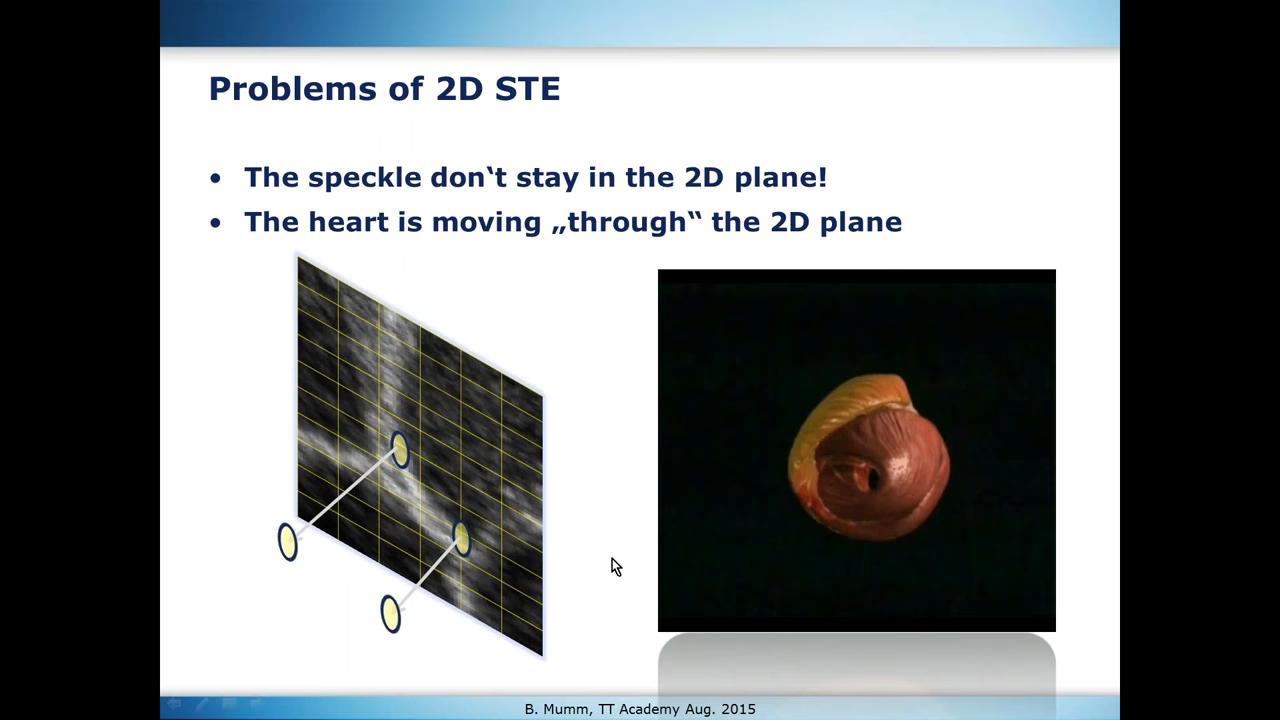 Problems of 2D STE
• The speckle don‛t stay in the 2D plane!
• The heart is moving „through‟ the 2D plane
B. Mumm, TT Academy Aug. 2015